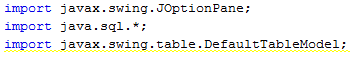 import javax.swing.JOptionPane;
import java.sql.*;
import javax.swing.table.DefaultTableModel;